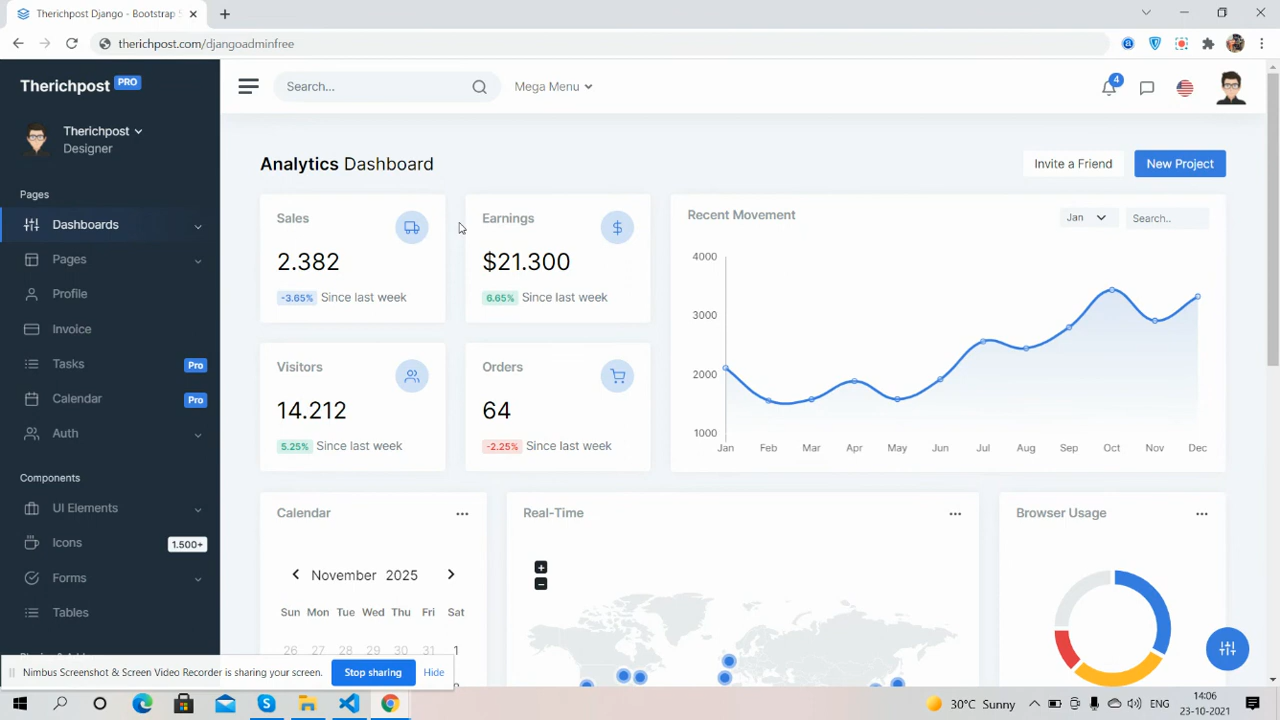 Therichpost Django - Bootstrap 5
therichpost.com/djangoadminfree
Therichpost PRO
Therichpost
Designer
Pages
Dashboards
Pages
Profile
Invoice
Tasks Pro
Calendar Pro
Auth
Components
UI Elements
Icons 1.500+
Forms
Tables
Search...
Mega Menu
4
Analytics Dashboard
Invite a Friend
New Project
Sales
2.382
-3.65% Since last week
Earnings
$21.300
6.65% Since last week
Visitors
14.212
5.25% Since last week
Orders
64
-2.25% Since last week
Recent Movement
Jan
Search..
4000
3000
2000
1000
Jan Feb Mar Apr May Jun Jul Aug Sep Oct Nov Dec
Calendar
November 2025
Sun Mon Tue Wed Thu Fri Sat
26 27 28 29 30 31 1
Real-Time
+
−
Browser Usage
Nimbus Screenshot & Screen Video Recorder is sharing your screen.
Stop sharing
Hide
30°C Sunny
ENG
14:06
23-10-2021